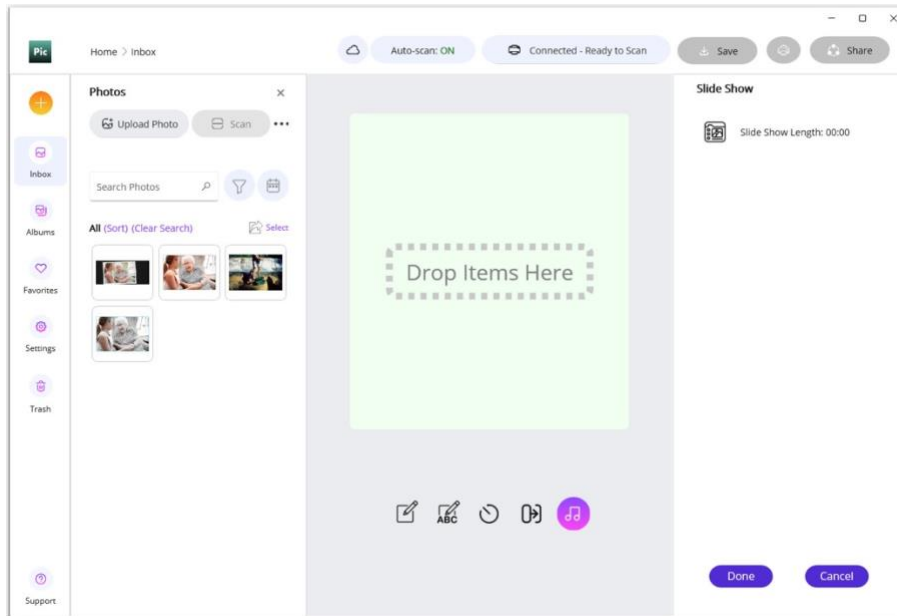 Pic
Home > Inbox
Auto-scan: ON
Connected - Ready to Scan
Save
Share
Inbox
Albums
Favorites
Settings
Trash
Support
Photos
Upload Photo
Scan
Search Photos
All (Sort) (Clear Search)
Select
Drop Items Here
ABC
Slide Show
Slide Show Length: 00:00
Done
Cancel